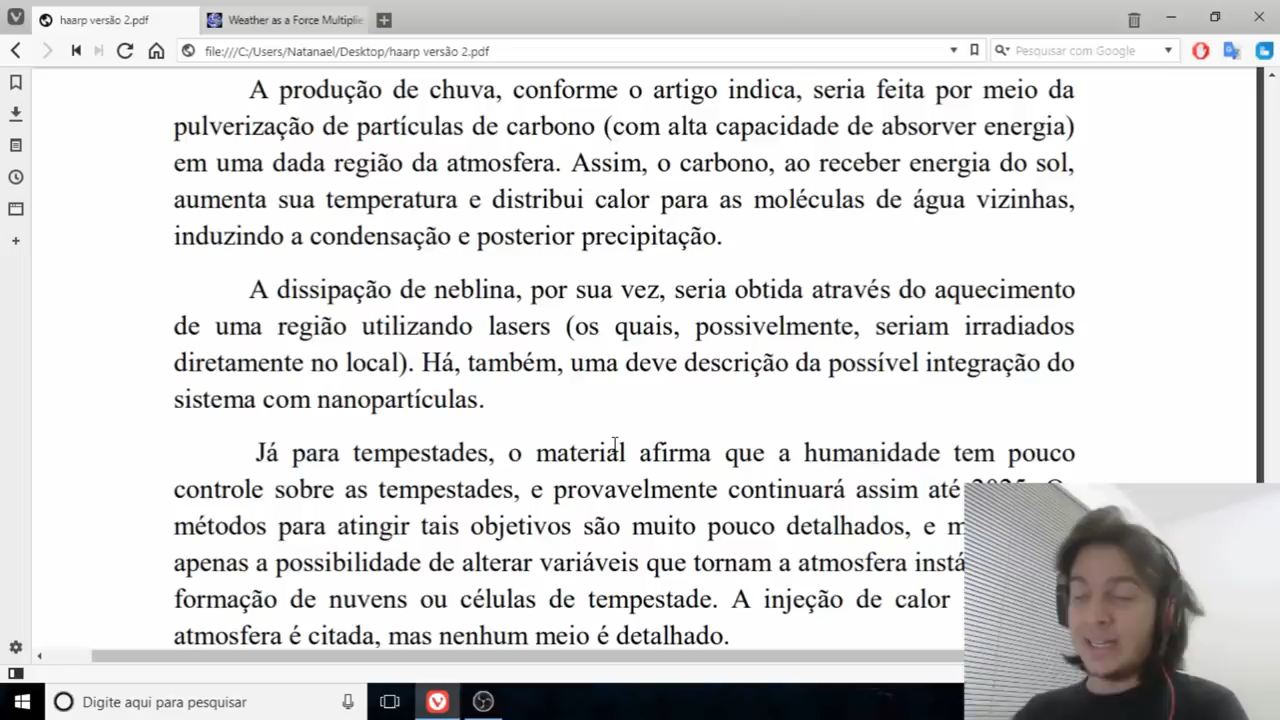 haarp versão 2.pdf
Weather as a Force Multiplie
file:///C:/Users/Natanael/Desktop/haarp versão 2.pdf
Pesquisar com Google
A produção de chuva, conforme o artigo indica, seria feita por meio da
pulverização de partículas de carbono (com alta capacidade de absorver energia)
em uma dada região da atmosfera. Assim, o carbono, ao receber energia do sol,
aumenta sua temperatura e distribui calor para as moléculas de água vizinhas,
induzindo a condensação e posterior precipitação.
A dissipação de neblina, por sua vez, seria obtida através do aquecimento
de uma região utilizando lasers (os quais, possivelmente, seriam irradiados
diretamente no local). Há, também, uma deve descrição da possível integração do
sistema com nanopartículas.
Já para tempestades, o material afirma que a humanidade tem pouco
controle sobre as tempestades, e provavelmente continuará assim até
métodos para atingir tais objetivos são muito pouco detalhados, e
apenas a possibilidade de alterar variáveis que tornam a atmosfera
formação de nuvens ou células de tempestade. A injeção de calor
atmosfera é citada, mas nenhum meio é detalhado.
Digite aqui para pesquisar